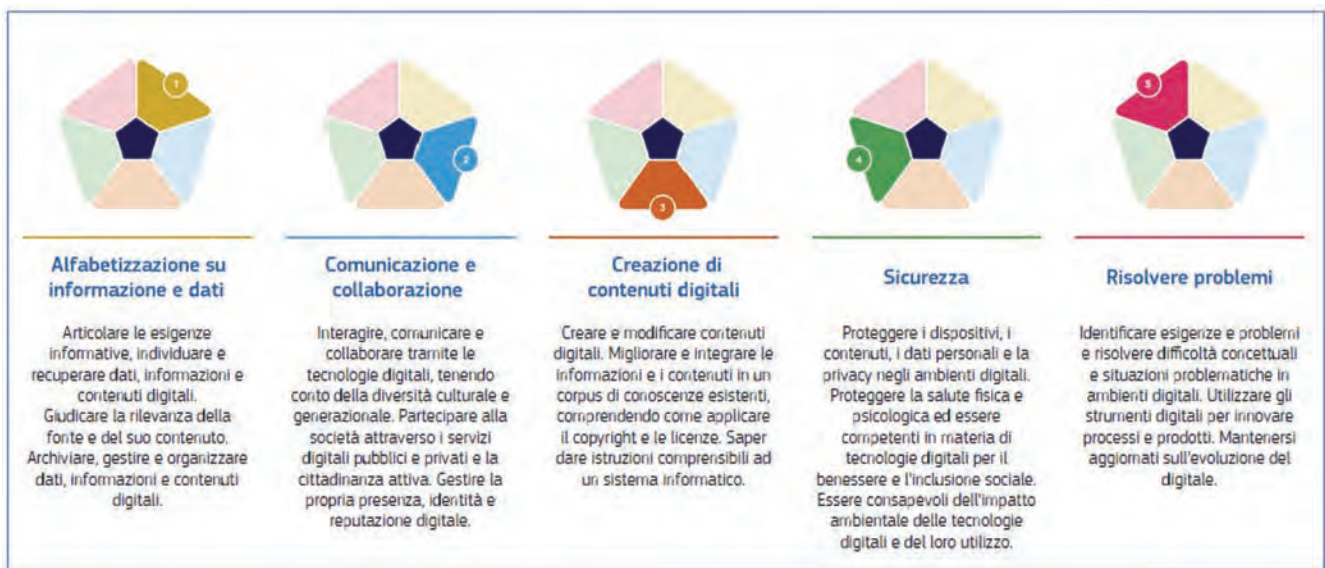 1
Alfabetizzazione su
informazione e dati
Articolare le esigenze
informative, individuare e
recuperare dati, informazioni e
contenuti digitali.
Giudicare la rilevanza della
fonte e del suo contenuto.
Archiviare, gestire e organizzare
dati, informazioni e contenuti
digitali.
2
Comunicazione e
collaborazione
Interagire, comunicare e
collaborare tramite le
tecnologie digitali, tenendo
conto della diversità culturale e
generazionale. Partecipare alla
società attraverso i servizi
digitali pubblici e privati e la
cittadinanza attiva. Gestire la
propria presenza, identità e
reputazione digitale.
3
Creazione di
contenuti digitali
Creare e modificare contenuti
digitali. Migliorare e integrare le
informazioni e i contenuti in un
corpus di conoscenze esistenti,
comprendendo come applicare
il copyright e le licenze. Saper
dare istruzioni comprensibili ad
un sistema informatico.
4
Sicurezza
Proteggere i dispositivi, i
contenuti, i dati personali e la
privacy negli ambienti digitali.
Proteggere la salute fisica e
psicologica ed essere
competenti in materia di
tecnologie digitali per il
benessere e l'inclusione sociale.
Essere consapevoli dell'impatto
ambientale delle tecnologie
digitali e del loro utilizzo.
5
Risolvere problemi
Identificare esigenze e problemi
e risolvere difficoltà concettuali
e situazioni problematiche in
ambienti digitali. Utilizzare gli
strumenti digitali per innovare
processi e prodotti. Mantenersi
aggiornati sull'evoluzione del
digitale.